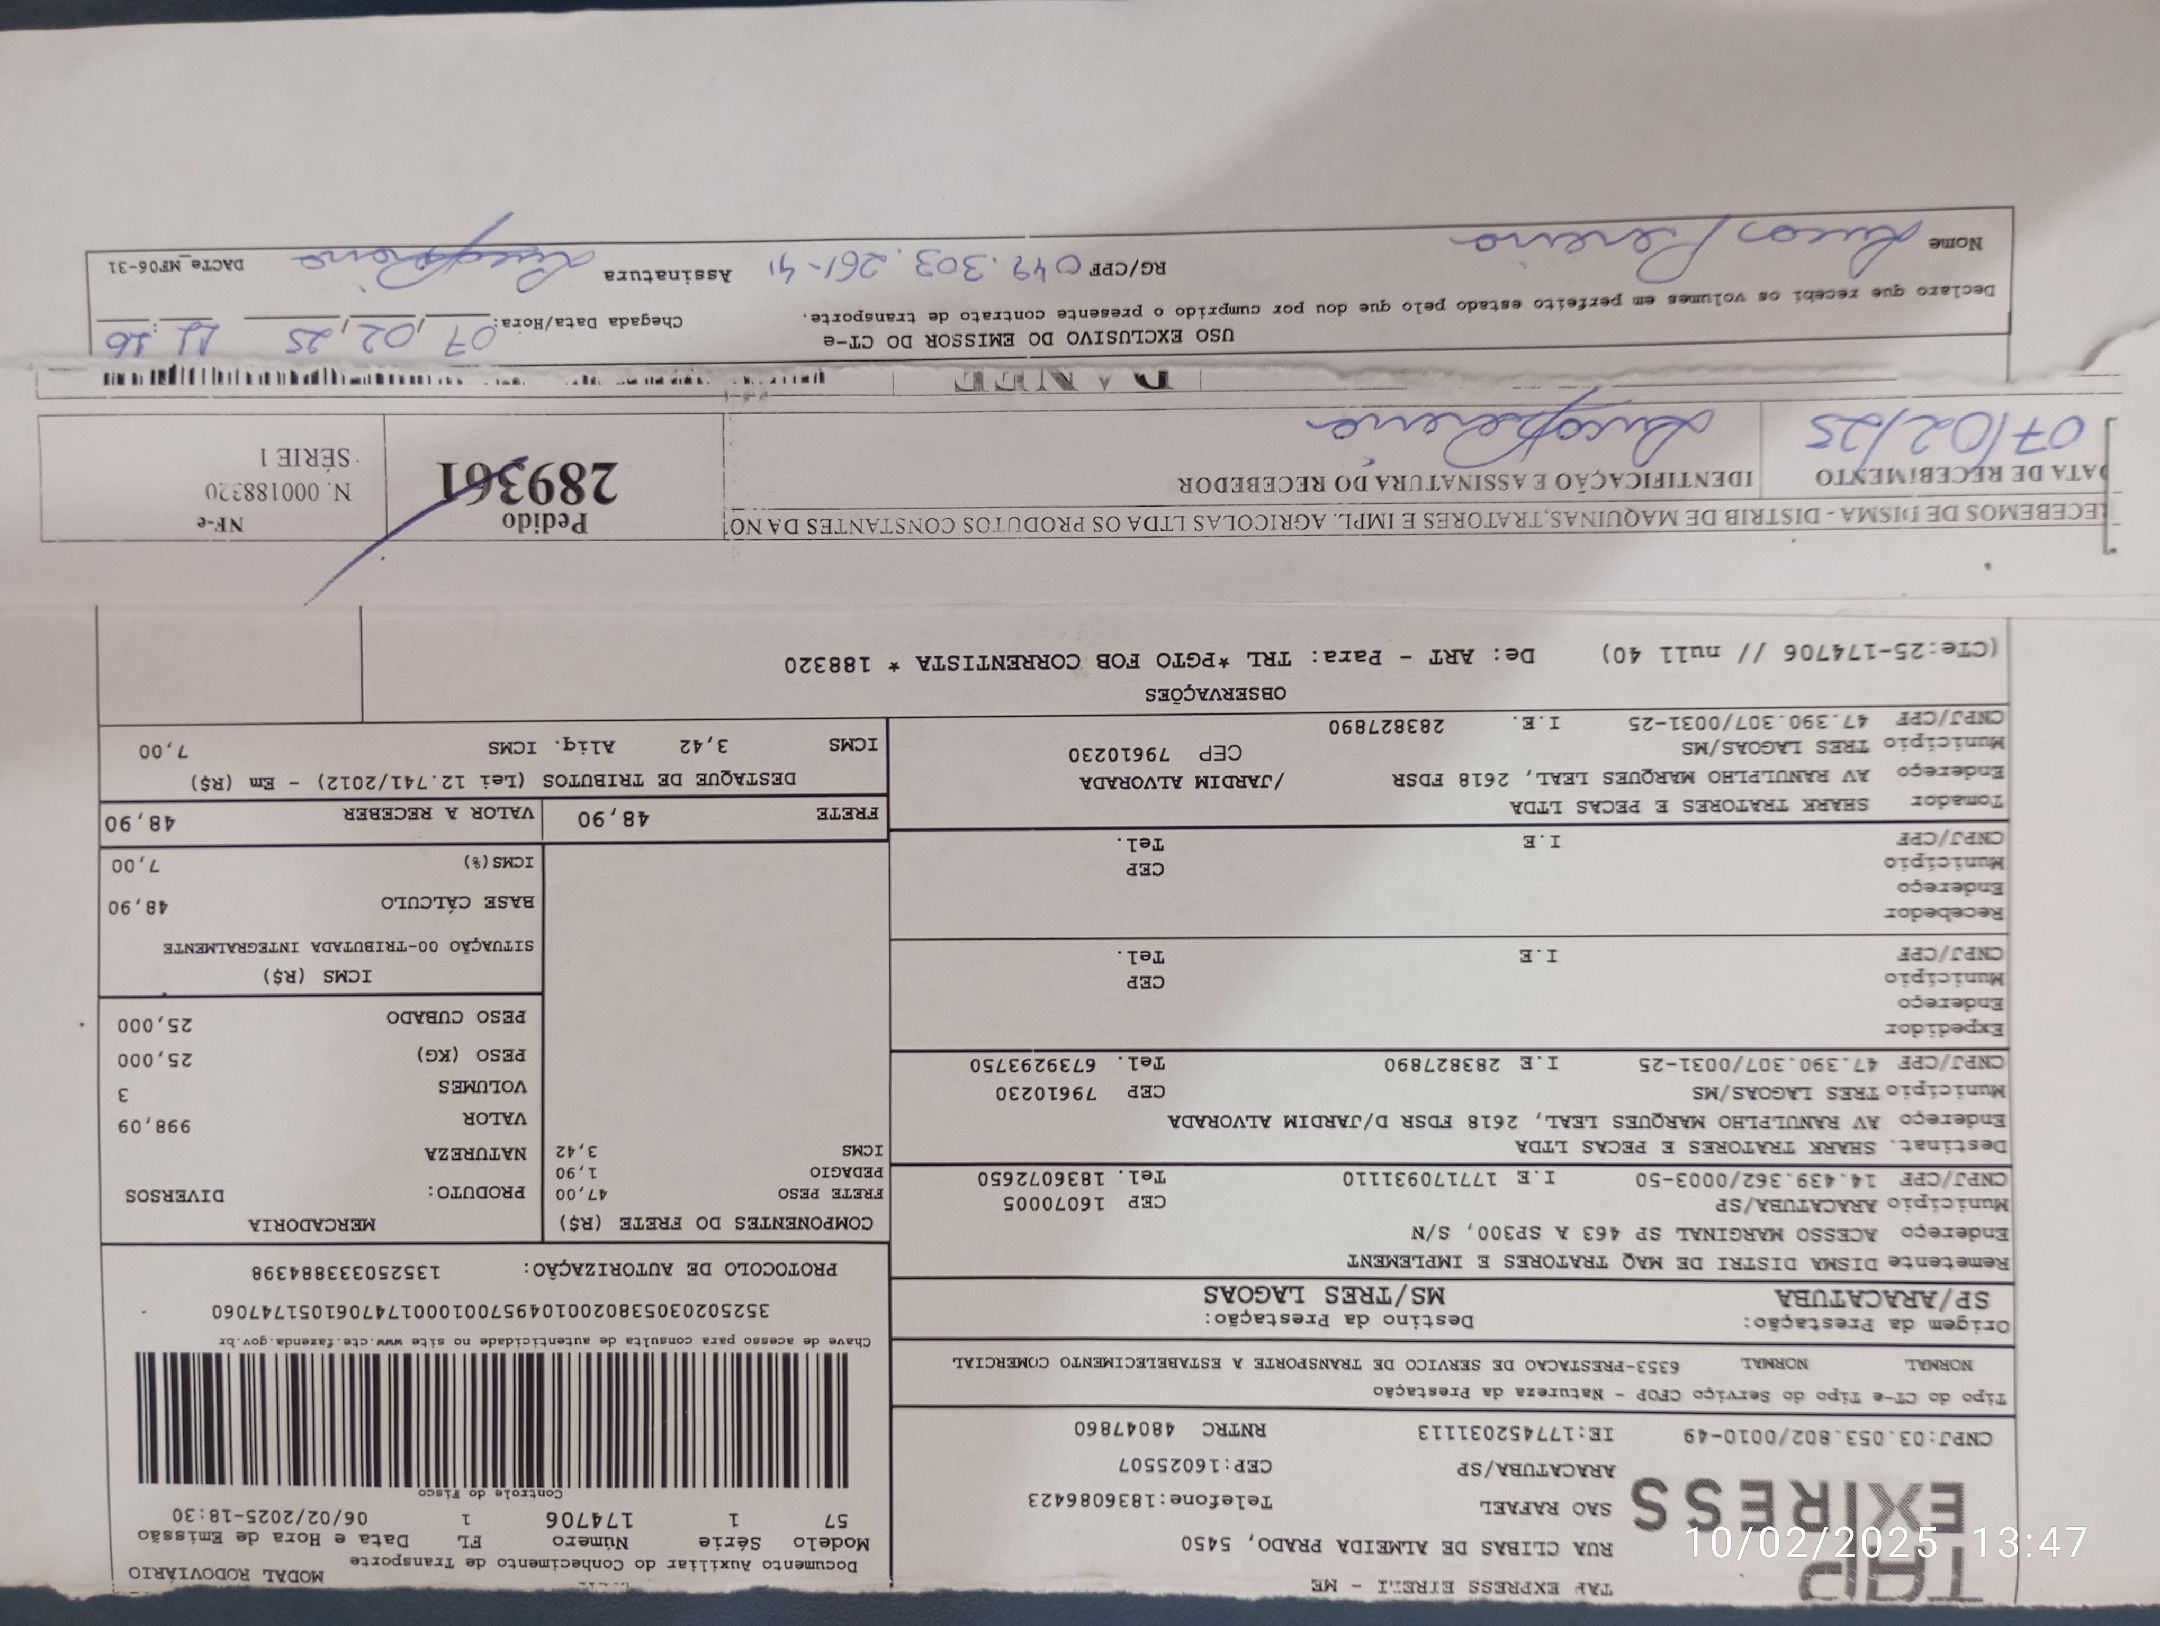 TAP
EXPRESS
TAP EXPRESS EIRELI - ME
RUA CLIBAS DE ALMEIDA PRADO, 5450
SAO RAFAEL Telefone:1836086423
ARACATUBA/SP CEP:16025507
CNPJ:03.053.802/0010-49 IE:177452031113 RNTRC 48047860
Documento Auxiliar do Conhecimento de Transporte MODAL RODOVIÁRIO
Modelo Série Número FL Data e Hora de Emissão
57 1 174706 1 06/02/2025-18:30
Controle do Fisco
Chave de acesso para consulta de autenticidade no site www.cte.fazenda.gov.br
35250203053802001049570010001747061051747060
PROTOCOLO DE AUTORIZAÇÃO: 135250333884398
Tipo do CT-e Tipo do Serviço CFOP - Natureza da Prestação
NORMAL NORMAL 6353-PRESTACAO DE SERVICO DE TRANSPORTE A ESTABELECIMENTO COMERCIAL
Origem da Prestação: Destino da Prestação:
SP/ARACATUBA MS/TRES LAGOAS
Remetente DISMA DISTRI DE MAQ TRATORES E IMPLEMENT
Endereço ACESSO MARGINAL SP 463 A SP300, S/N
Município ARACATUBA/SP CEP 16070005
CNPJ/CPF 14.439.362/0003-50 I.E 177170931110 Tel. 1836072650
Destinat. SHARK TRATORES E PECAS LTDA
Endereço AV RANULPLHO MARQUES LEAL, 2618 FDSR D/JARDIM ALVORADA
Município TRES LAGOAS/MS CEP 79610230
CNPJ/CPF 47.390.307/0031-25 I.E 283827890 Tel. 6739293750
Expedidor
Endereço
Município CEP
CNPJ/CPF I.E Tel.
Recebedor
Endereço
Município CEP
CNPJ/CPF I.E Tel.
Tomador SHARK TRATORES E PECAS LTDA
Endereço AV RANULPLHO MARQUES LEAL, 2618 FDSR /JARDIM ALVORADA
Município TRES LAGOAS/MS CEP 79610230
CNPJ/CPF 47.390.307/0031-25 I.E. 283827890
COMPONENTES DO FRETE (R$)
FRETE PESO 47,00
PEDAGIO 1,90
ICMS 3,42
MERCADORIA
PRODUTO: DIVERSOS
NATUREZA
VALOR 998,09
VOLUMES 3
PESO (KG) 25,000
PESO CUBADO 25,000
ICMS (R$)
SITUAÇÃO 00-TRIBUTADA INTEGRALMENTE
BASE CÁLCULO 48,90
ICMS(%) 7,00
FRETE 48,90 VALOR A RECEBER 48,90
DESTAQUE DE TRIBUTOS (Lei 12.741/2012) - Em (R$)
ICMS 3,42 Aliq. ICMS 7,00
OBSERVAÇÕES
(CTe:25-174706 // null 40) De: ART - Para: TRL *PGTO FOB CORRENTISTA * 188320
RECEBEMOS DE DISMA - DISTRIB DE MAQUINAS,TRATORES E IMPL. AGRICOLAS LTDA OS PRODUTOS CONSTANTES DA NO
DATA DE RECEBIMENTO IDENTIFICAÇÃO E ASSINATURA DO RECEBEDOR
07/02/25 Lucas Pereira
Pedido
289361
NF-e
N. 000188320
SÉRIE 1
DANFE
USO EXCLUSIVO DO EMISSOR DO CT-e
Declaro que recebi os volumes em perfeito estado pelo que dou por cumprido o presente contrato de transporte.
Chegada Data/Hora: 07/02/25 11:26
Nome Lucas Pereira RG/CPF 049.303.261-41 Assinatura Lucas Pereira DACTe_MF06-31
10/02/2025 13:47